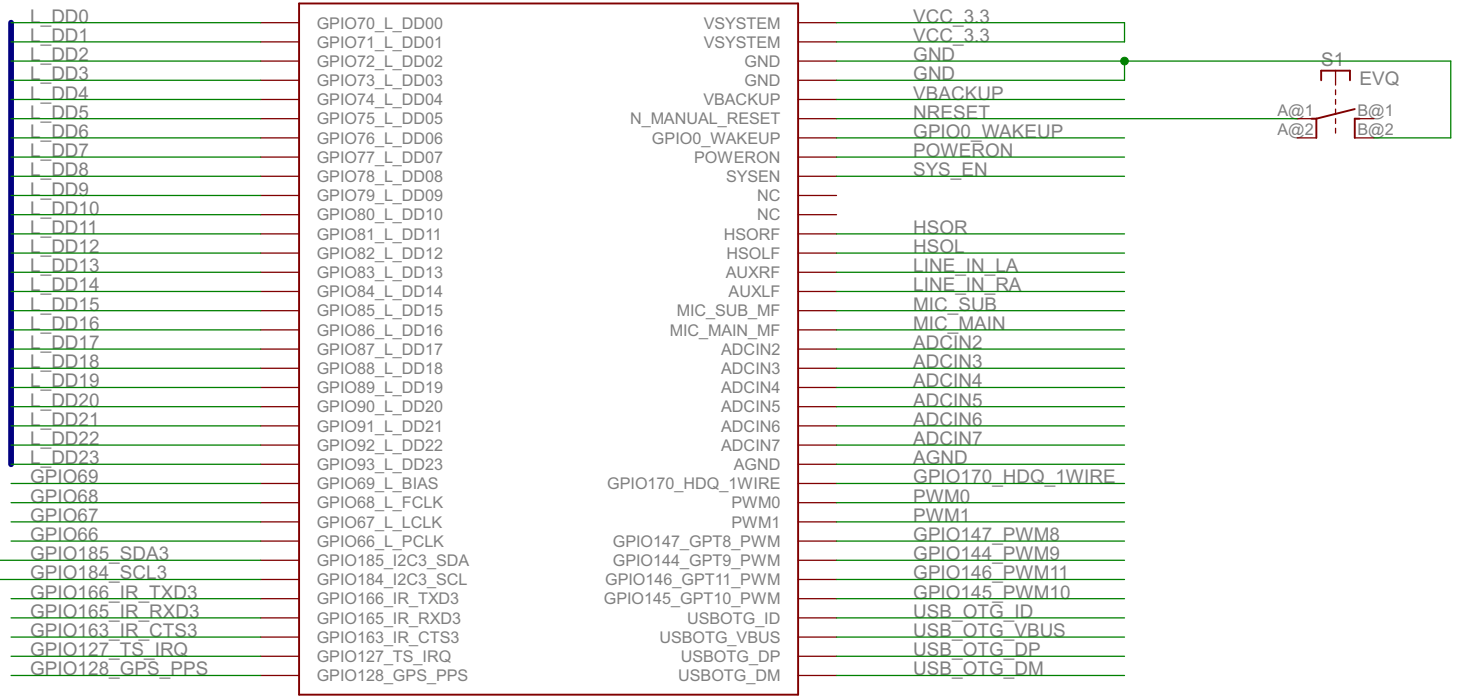 L_DD0 GPIO70_L_DD00 VSYSTEM VCC_3.3
L_DD1 GPIO71_L_DD01 VSYSTEM VCC_3.3
L_DD2 GPIO72_L_DD02 GND GND
S1
L_DD3 GPIO73_L_DD03 GND GND
EVQ
L_DD4 GPIO74_L_DD04 VBACKUP VBACKUP
L_DD5 GPIO75_L_DD05 N_MANUAL_RESET NRESET A@1 B@1
L_DD6 GPIO76_L_DD06 GPIO0_WAKEUP GPIO0_WAKEUP A@2 B@2
L_DD7 GPIO77_L_DD07 POWERON POWERON
L_DD8 GPIO78_L_DD08 SYSEN SYS_EN
L_DD9 GPIO79_L_DD09 NC
L_DD10 GPIO80_L_DD10 NC
L_DD11 GPIO81_L_DD11 HSORF HSOR
L_DD12 GPIO82_L_DD12 HSOLF HSOL
L_DD13 GPIO83_L_DD13 AUXRF LINE_IN_LA
L_DD14 GPIO84_L_DD14 AUXLF LINE_IN_RA
L_DD15 GPIO85_L_DD15 MIC_SUB_MF MIC_SUB
L_DD16 GPIO86_L_DD16 MIC_MAIN_MF MIC_MAIN
L_DD17 GPIO87_L_DD17 ADCIN2 ADCIN2
L_DD18 GPIO88_L_DD18 ADCIN3 ADCIN3
L_DD19 GPIO89_L_DD19 ADCIN4 ADCIN4
L_DD20 GPIO90_L_DD20 ADCIN5 ADCIN5
L_DD21 GPIO91_L_DD21 ADCIN6 ADCIN6
L_DD22 GPIO92_L_DD22 ADCIN7 ADCIN7
L_DD23 GPIO93_L_DD23 AGND AGND
GPIO69 GPIO69_L_BIAS GPIO170_HDQ_1WIRE GPIO170_HDQ_1WIRE
GPIO68 GPIO68_L_FCLK PWM0 PWM0
GPIO67 GPIO67_L_LCLK PWM1 PWM1
GPIO66 GPIO66_L_PCLK GPIO147_GPT8_PWM GPIO147_PWM8
GPIO185_SDA3 GPIO185_I2C3_SDA GPIO144_GPT9_PWM GPIO144_PWM9
GPIO184_SCL3 GPIO184_I2C3_SCL GPIO146_GPT11_PWM GPIO146_PWM11
GPIO166_IR_TXD3 GPIO166_IR_TXD3 GPIO145_GPT10_PWM GPIO145_PWM10
GPIO165_IR_RXD3 GPIO165_IR_RXD3 USBOTG_ID USB_OTG_ID
GPIO163_IR_CTS3 GPIO163_IR_CTS3 USBOTG_VBUS USB_OTG_VBUS
GPIO127_TS_IRQ GPIO127_TS_IRQ USBOTG_DP USB_OTG_DP
GPIO128_GPS_PPS GPIO128_GPS_PPS USBOTG_DM USB_OTG_DM